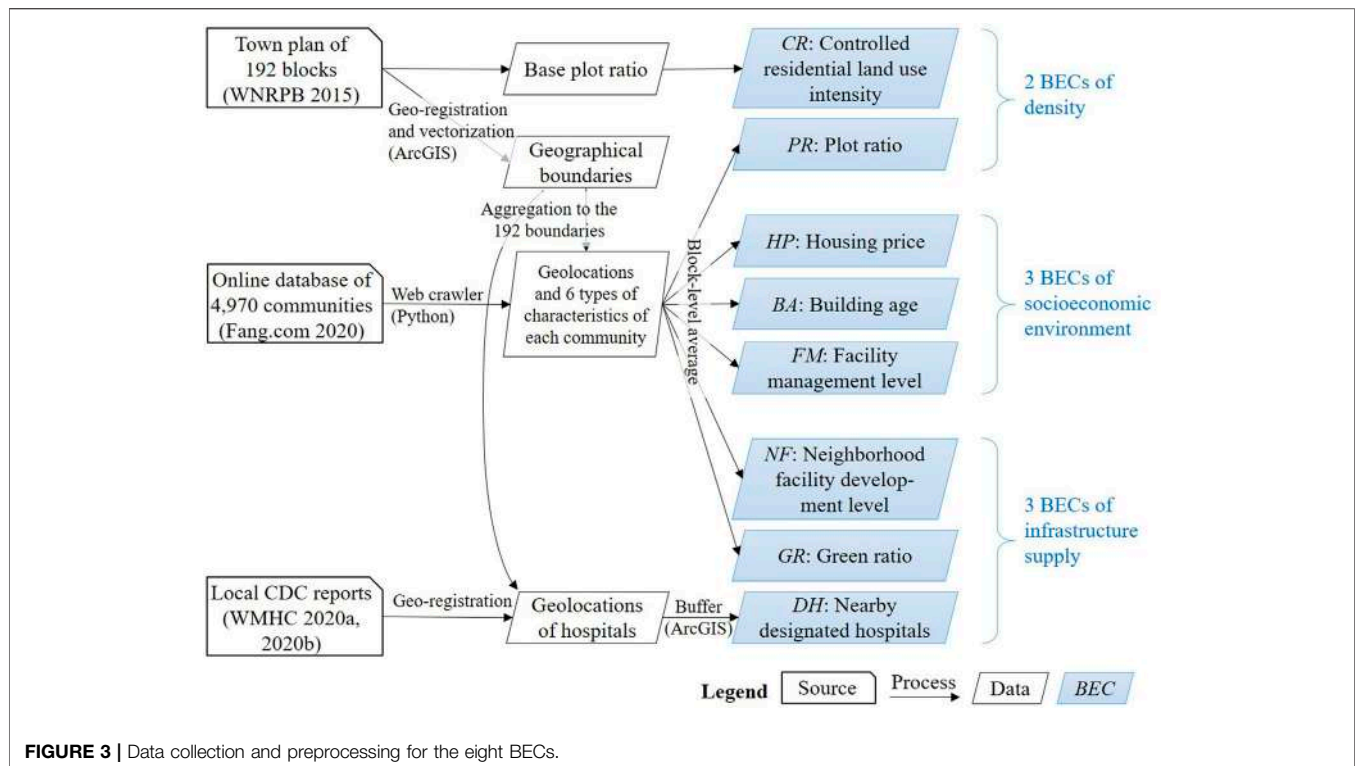 Town plan of
192 blocks
(WNRPB 2015)
Base plot ratio
CR: Controlled
residential land use
intensity
2 BECs of
density
Geo-registration
and vectorization
(ArcGIS)
Geographical
boundaries
PR: Plot ratio
Aggregation to the
192 boundaries
Online database of
4,970 communities
(Fang.com 2020)
Web crawler
(Python)
Geolocations
and 6 types of
characteristics of
each community
Block-level average
HP: Housing price
BA: Building age
FM: Facility
management level
3 BECs of
socioeconomic
environment
NF: Neighborhood
facility develop-
ment level
GR: Green ratio
3 BECs of
infrastructure
supply
Local CDC reports
(WMHC 2020a,
2020b)
Geo-registration
Geolocations
of hospitals
Buffer
(ArcGIS)
DH: Nearby
designated hospitals
Legend
Source
Process
Data
BEC
FIGURE 3 | Data collection and preprocessing for the eight BECs.